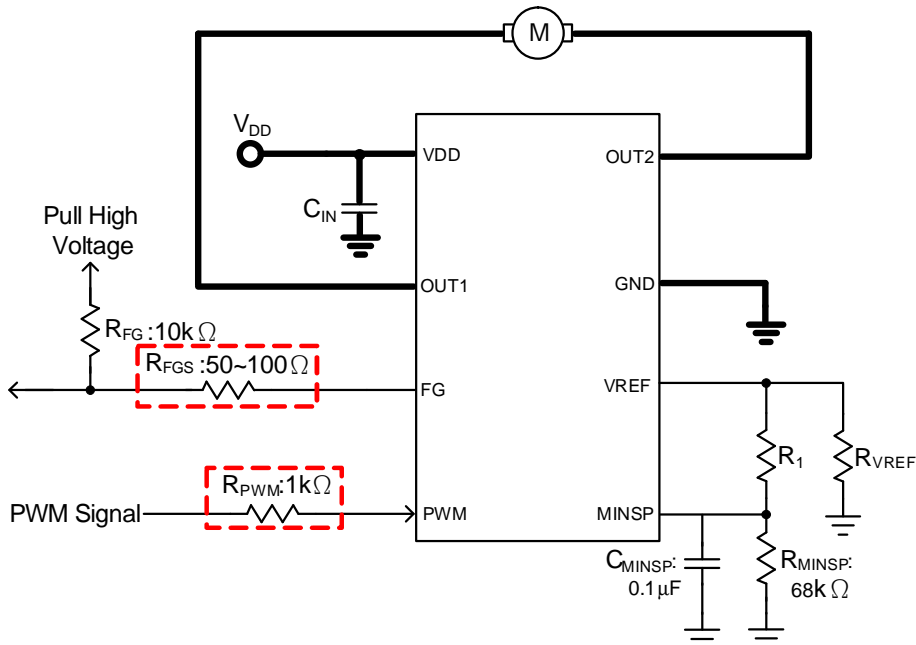 M
VDD
VDD
OUT2
CIN
Pull High
Voltage
OUT1
GND
RFG:10kΩ
RFGS:50~100Ω
FG
VREF
R1
RVREF
RPWM:1kΩ
PWM Signal
PWM
MINSP
CMINSP:
0.1μF
RMINSP:
68kΩ